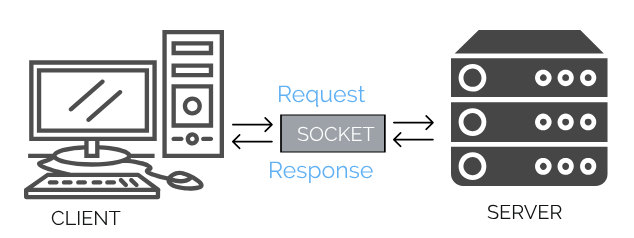 Request
SOCKET
Response
CLIENT
SERVER